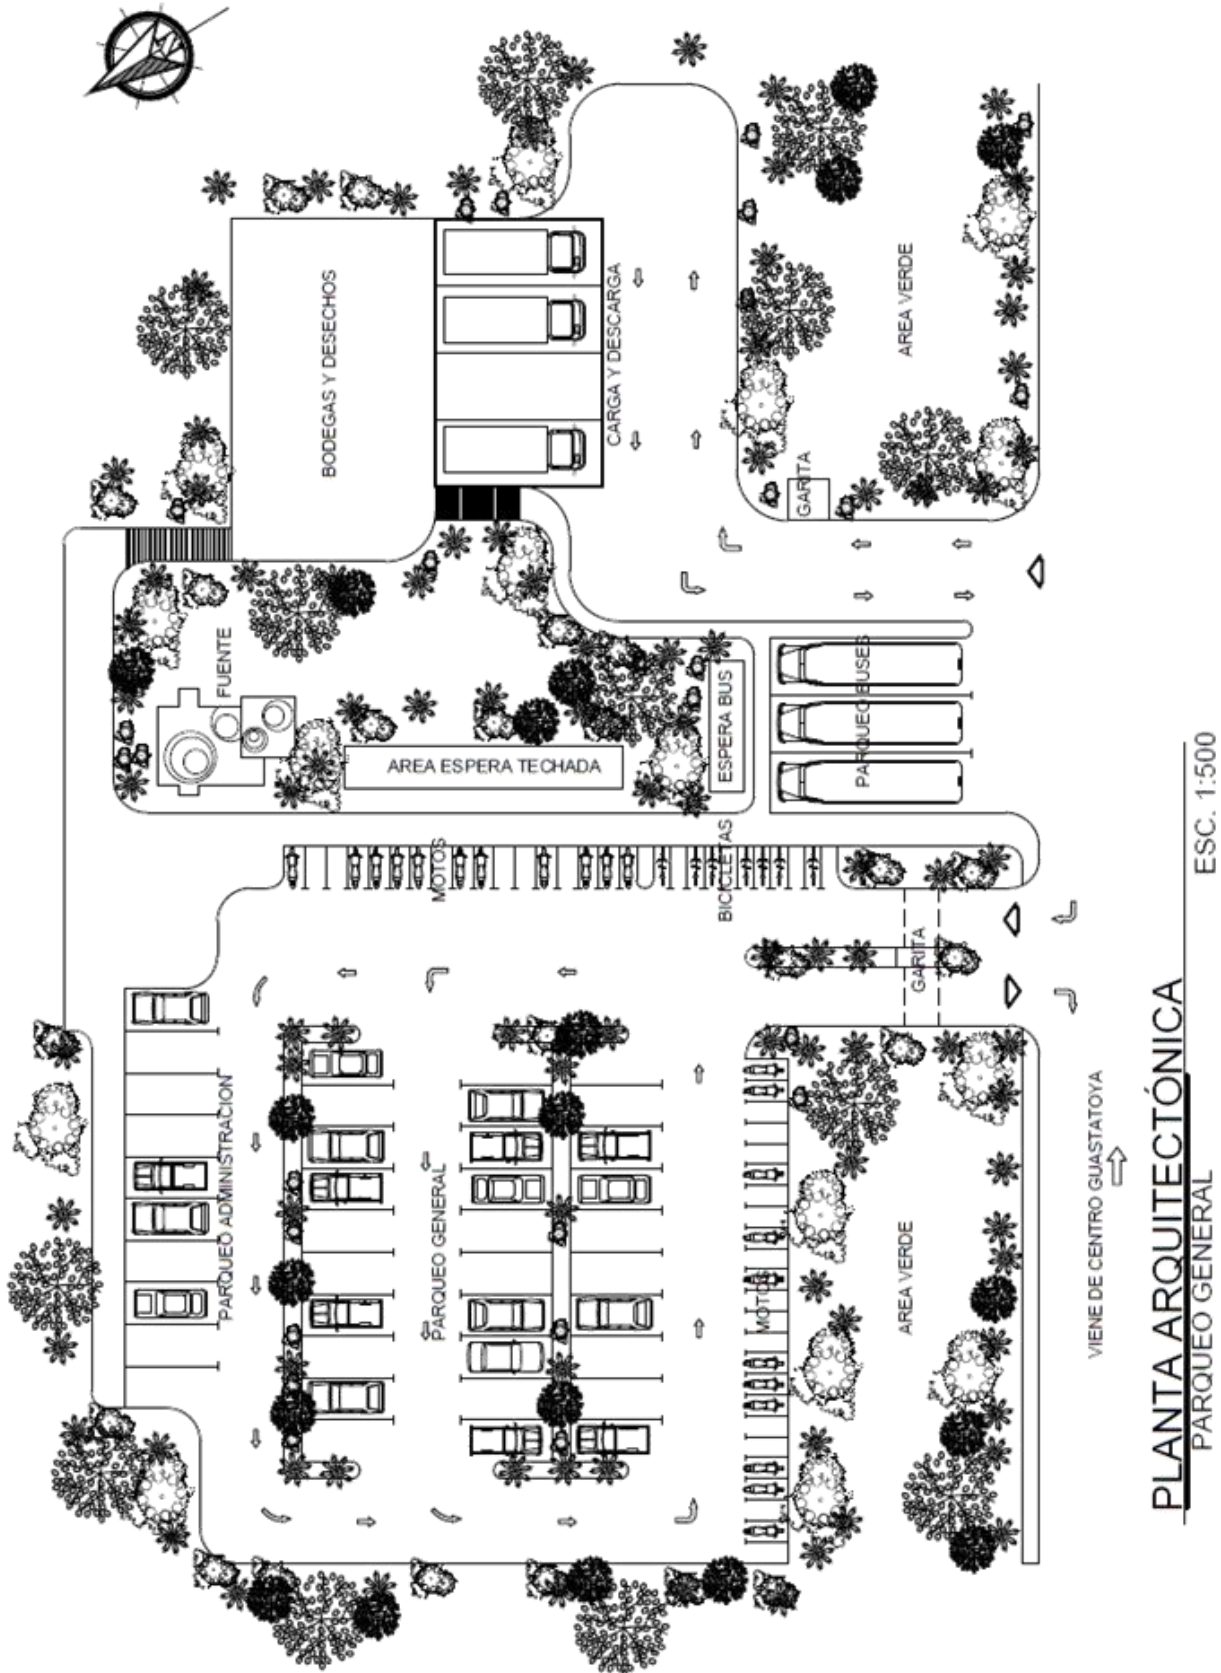 BODEGAS Y DESECHOS
CARGA Y DESCARGA
AREA VERDE
GARITA
FUENTE
AREA ESPERA TECHADA
ESPERA BUS
PARQUEO BUSES
MOTOS
BICICLETAS
GARITA
PARQUEO ADMINISTRACION
PARQUEO GENERAL
MOTOS
AREA VERDE
VIENE DE CENTRO GUASTATOYA
PLANTA ARQUITECTÓNICA
PARQUEO GENERAL
ESC. 1:500